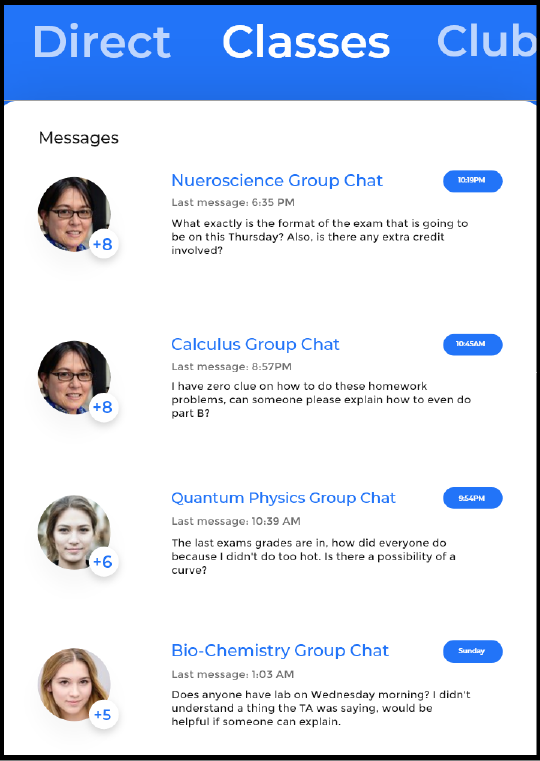 Direct Classes Club
Messages
Nueroscience Group Chat
10:19PM
Last message: 6:35 PM
What exactly is the format of the exam that is going to
be on this Thursday? Also, is there any extra credit
involved?
+8
Calculus Group Chat
10:45AM
Last message: 8:57PM
I have zero clue on how to do these homework
problems, can someone please explain how to even do
part B?
+8
Quantum Physics Group Chat
9:54PM
Last message: 10:39 AM
The last exams grades are in, how did everyone do
because I didn't do too hot. Is there a possibility of a
curve?
+6
Bio-Chemistry Group Chat
Sunday
Last message: 1:03 AM
Does anyone have lab on Wednesday morning? I didn't
understand a thing the TA was saying, would be
helpful if someone can explain.
+5